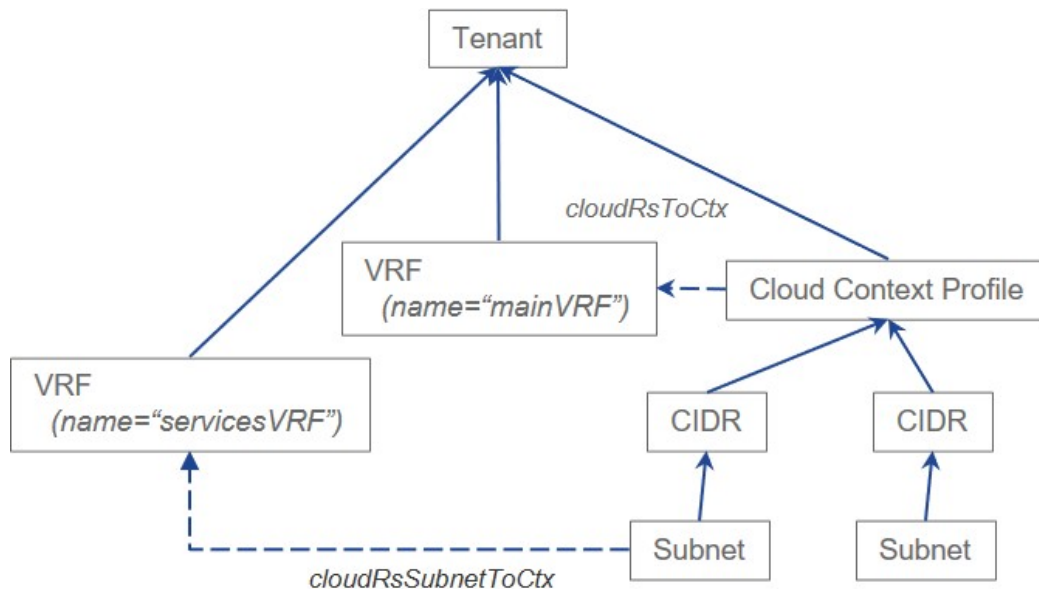 Tenant
cloudRsToCtx
VRF
(name=“mainVRF”)
Cloud Context Profile
VRF
(name=“servicesVRF”)
CIDR
CIDR
Subnet
Subnet
cloudRsSubnetToCtx